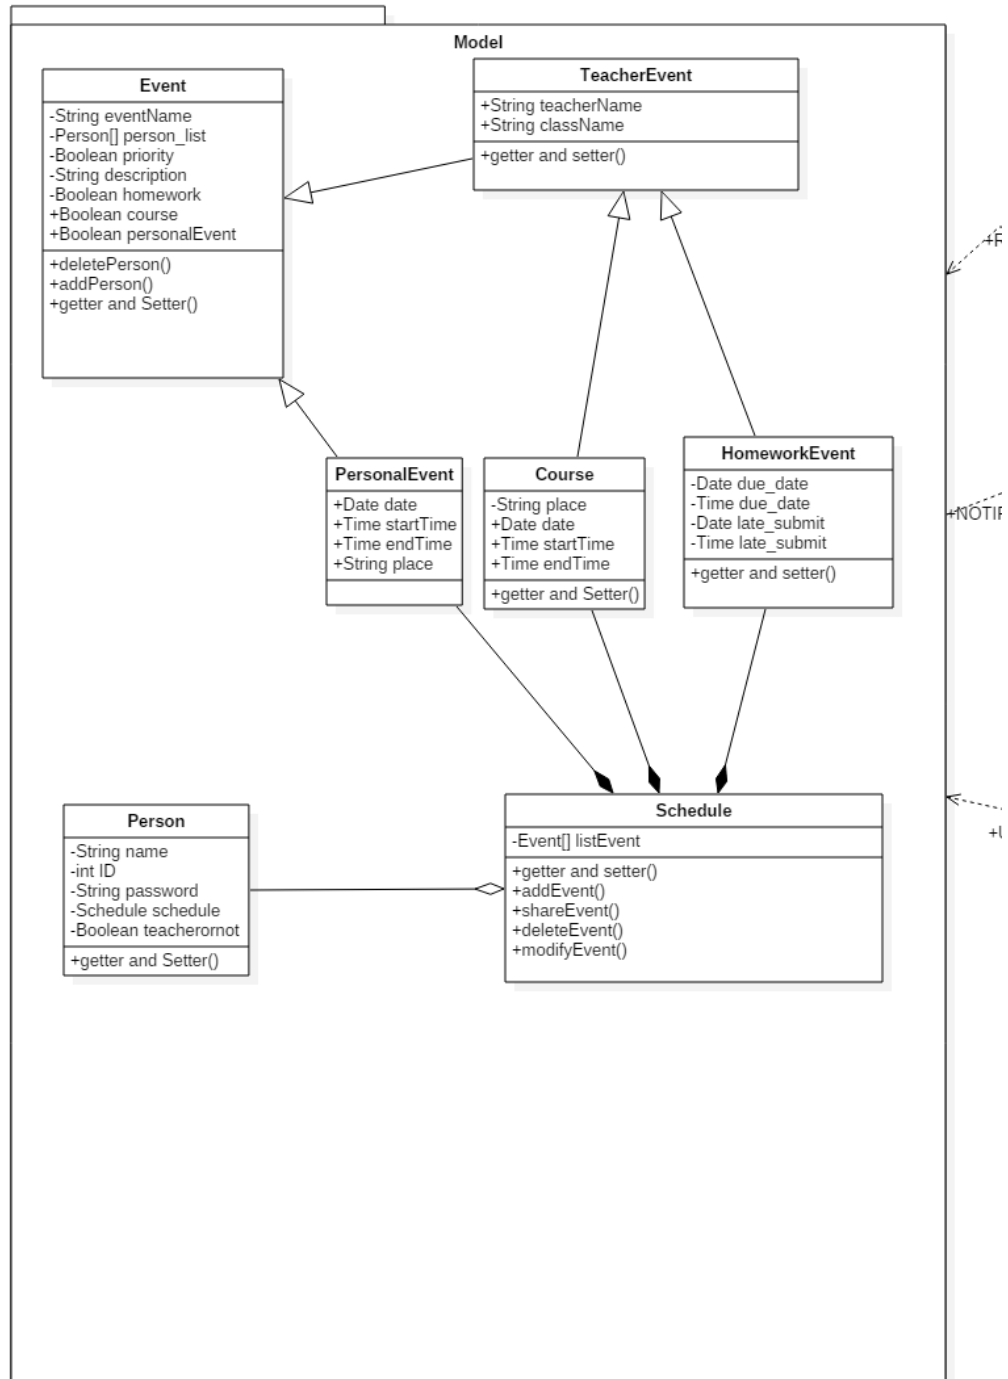 Model
Event
-String eventName
-Person[] person_list
-Boolean priority
-String description
-Boolean homework
+Boolean course
+Boolean personalEvent
+deletePerson()
+addPerson()
+getter and Setter()
TeacherEvent
+String teacherName
+String className
+getter and setter()
PersonalEvent
+Date date
+Time startTime
+Time endTime
+String place
Course
-String place
+Date date
+Time startTime
+Time endTime
+getter and Setter()
HomeworkEvent
-Date due_date
-Time due_date
-Date late_submit
-Time late_submit
+getter and setter()
Person
-String name
-int ID
-String password
-Schedule schedule
-Boolean teacherornot
+getter and Setter()
Schedule
-Event[] listEvent
+getter and setter()
+addEvent()
+shareEvent()
+deleteEvent()
+modifyEvent()